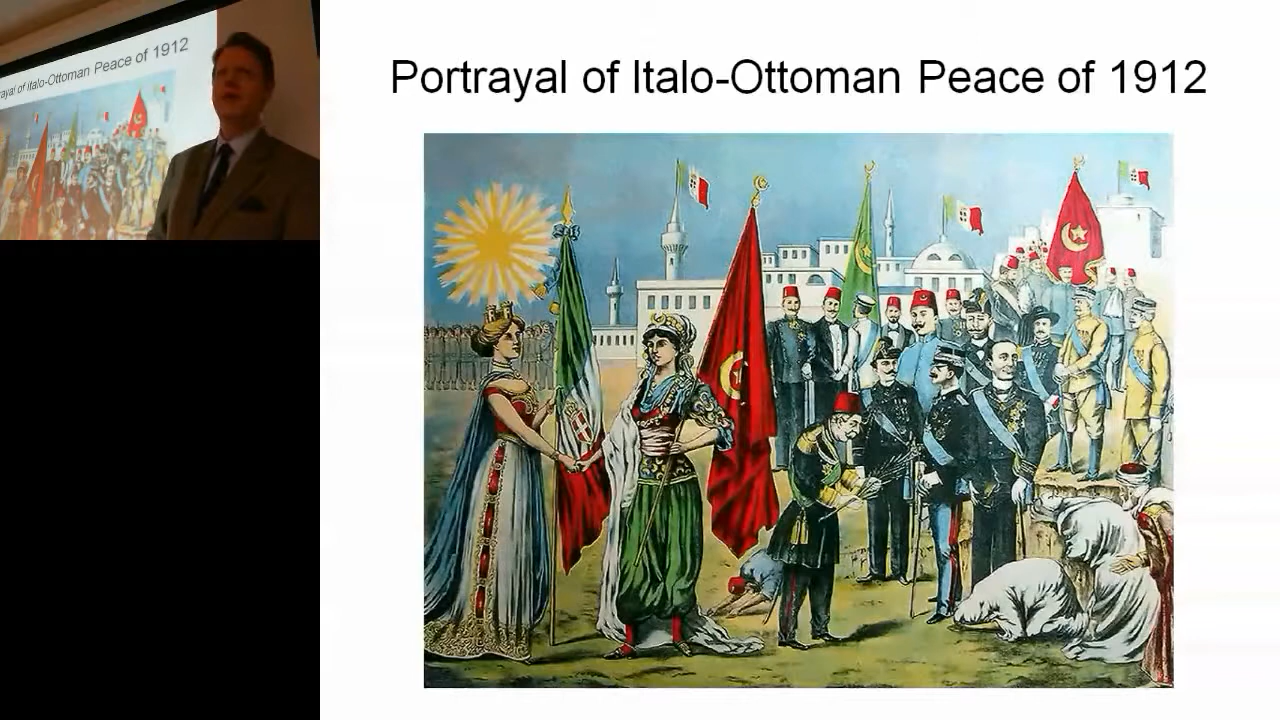 Portrayal of Italo-Ottoman Peace of 1912
rayal of Italo-Ottoman Peace of 1912